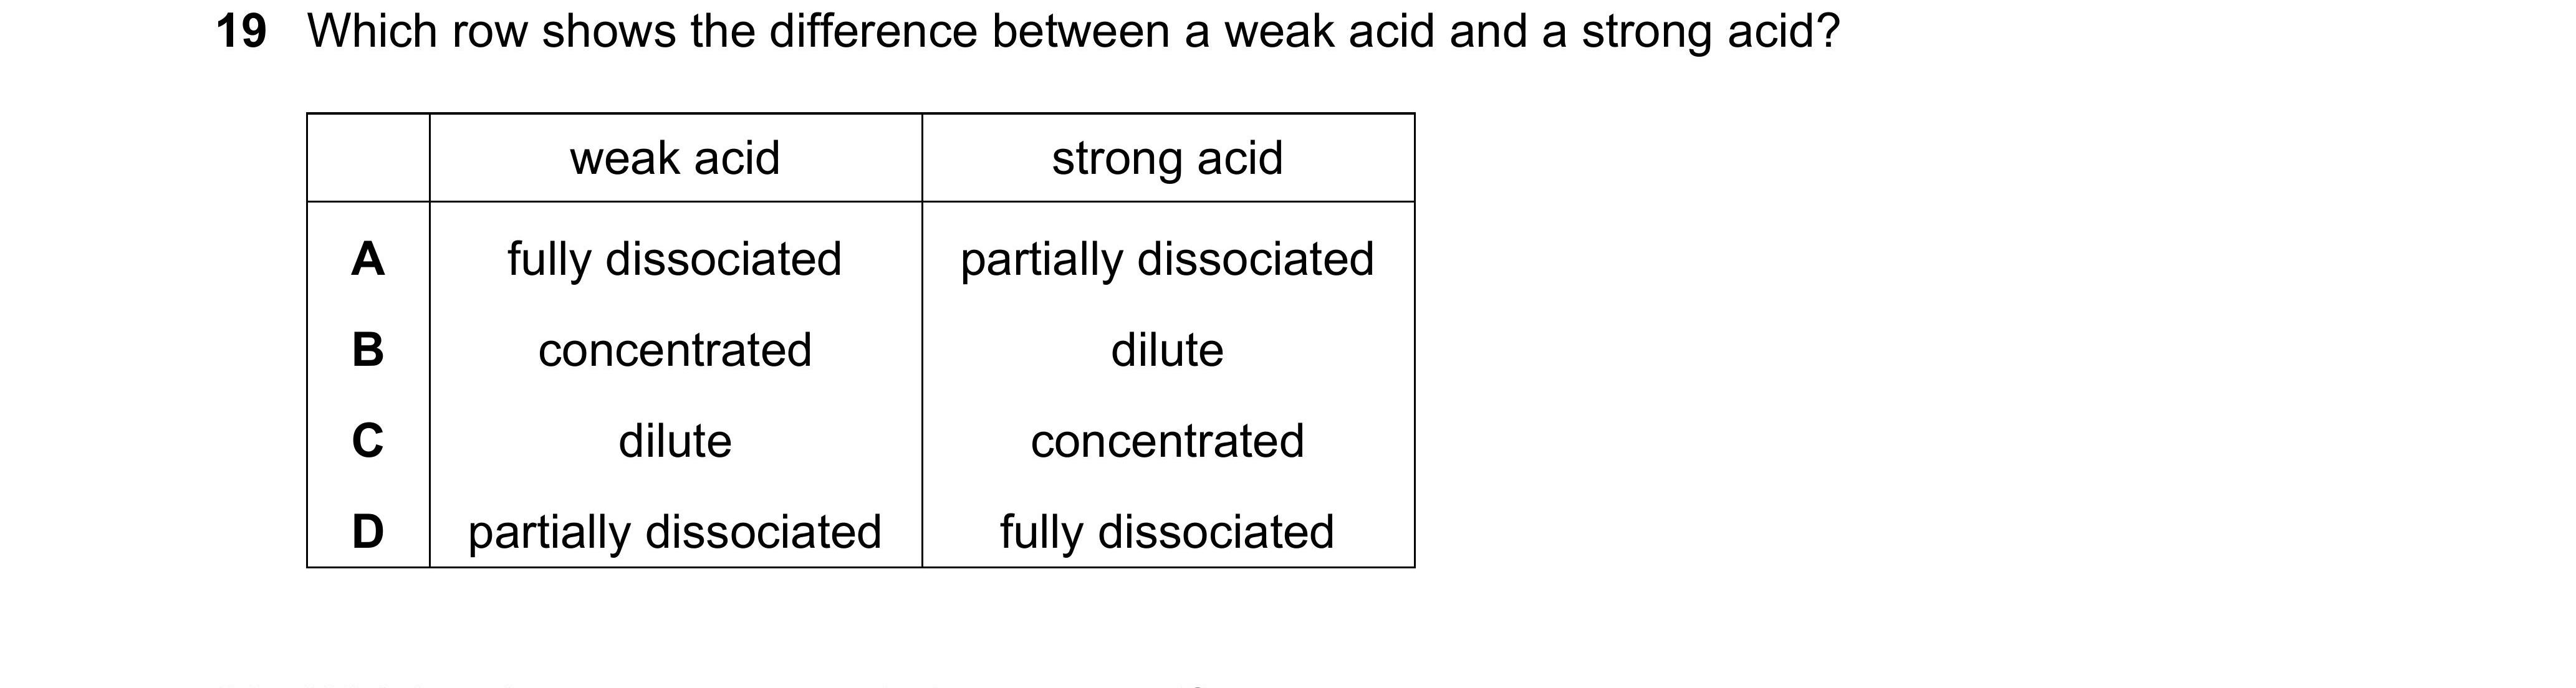 19 Which row shows the difference between a weak acid and a strong acid?
weak acid strong acid
A fully dissociated partially dissociated
B concentrated dilute
C dilute concentrated
D partially dissociated fully dissociated